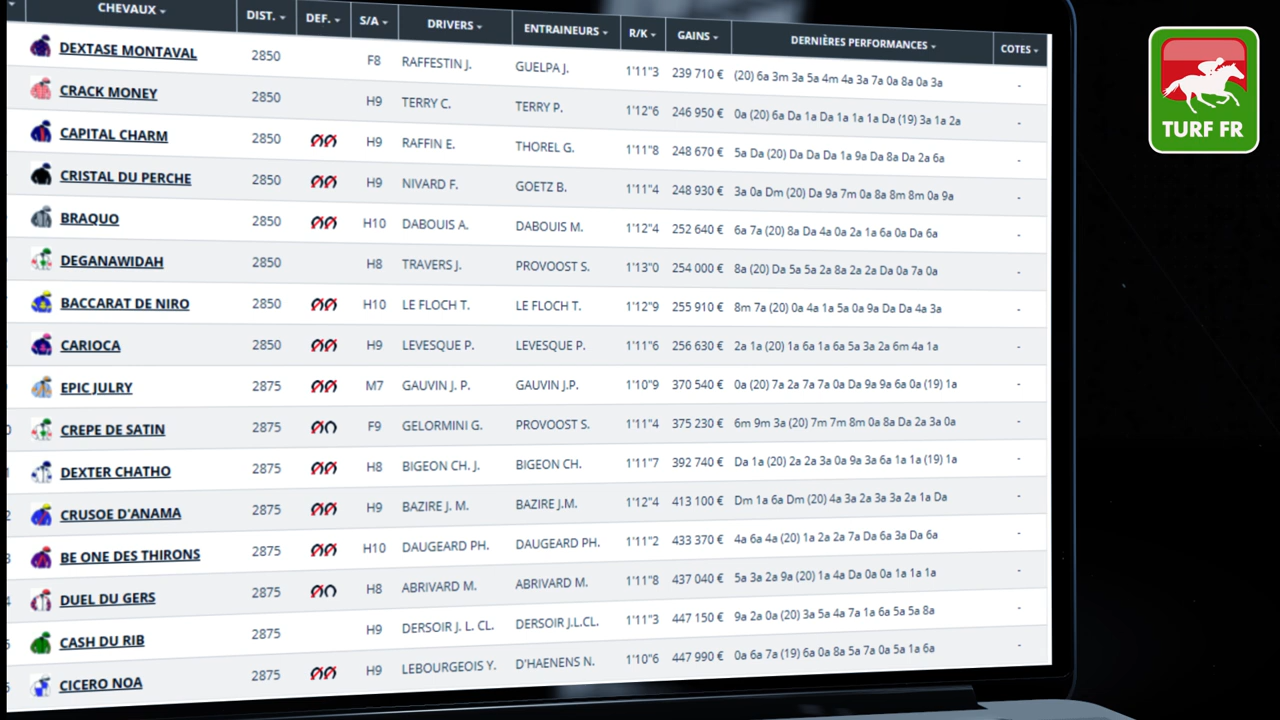 CHEVAUX DIST. DEF. S/A DRIVERS ENTRAINEURS R/K GAINS DERNIÈRES PERFORMANCES COTES
DEXTASE MONTAVAL 2850 F8 RAFFESTIN J. GUELPA J. 1'11"3 239 710 € (20) 6a 3m 3a 5a 4m 4a 3a 7a 0a 8a 0a 3a -
CRACK MONEY 2850 H9 TERRY C. TERRY P. 1'12"6 246 950 € 0a (20) 6a Da 1a Da 1a 1a 1a Da (19) 3a 1a 2a -
CAPITAL CHARM 2850 H9 RAFFIN E. THOREL G. 1'11"8 248 670 € 5a Da (20) Da Da Da 1a 9a Da 8a Da 2a 6a -
CRISTAL DU PERCHE 2850 H9 NIVARD F. GOETZ B. 1'11"4 248 930 € 3a 0a Dm (20) Da 9a 7m 0a 8a 8m 8m 0a 9a -
BRAQUO 2850 H10 DABOUIS A. DABOUIS M. 1'12"4 252 640 € 6a 7a (20) 8a Da 4a 0a 2a 1a 6a 0a Da 6a -
DEGANAWIDAH 2850 H8 TRAVERS J. PROVOOST S. 1'13"0 254 000 € 8a (20) Da 5a 5a 2a 8a 2a 2a Da 0a 7a 0a -
BACCARAT DE NIRO 2850 H10 LE FLOCH T. LE FLOCH T. 1'12"9 255 910 € 8m 7a (20) 0a 4a 1a 5a 0a 9a Da Da 4a 3a -
CARIOCA 2850 H9 LEVESQUE P. LEVESQUE P. 1'11"6 256 630 € 2a 1a (20) 1a 6a 1a 6a 5a 3a 2a 6m 4a 1a -
EPIC JULRY 2875 M7 GAUVIN J. P. GAUVIN J.P. 1'10"9 370 540 € 0a (20) 7a 2a 7a 7a 0a Da 9a 9a 6a 0a (19) 1a -
CREPE DE SATIN 2875 F9 GELORMINI G. PROVOOST S. 1'11"4 375 230 € 6m 9m 3a (20) 7m 7m 8m 0a 8a Da 2a 3a 0a -
DEXTER CHATHO 2875 H8 BIGEON CH. J. BIGEON CH. 1'11"7 392 740 € Da 1a (20) 2a 2a 3a 0a 9a 3a 6a 1a 1a (19) 1a -
CRUSOE D'ANAMA 2875 H9 BAZIRE J. M. BAZIRE J.M. 1'12"4 413 100 € Dm 1a 6a Dm (20) 4a 3a 2a 3a 3a 2a 1a Da -
BE ONE DES THIRONS 2875 H10 DAUGEARD PH. DAUGEARD PH. 1'11"2 433 370 € 4a 6a 4a (20) 1a 2a 2a 7a Da 6a 3a Da 6a -
DUEL DU GERS 2875 H8 ABRIVARD M. ABRIVARD M. 1'11"8 437 040 € 5a 3a 2a 9a (20) 1a 4a Da 0a 0a 1a 1a 1a -
CASH DU RIB 2875 H9 DERSOIR J. L. CL. DERSOIR J.L.CL. 1'11"3 447 150 € 9a 2a 0a (20) 3a 5a 4a 7a 1a 6a 5a 5a 8a -
CICERO NOA 2875 H9 LEBOURGEOIS Y. D'HAENENS N. 1'10"6 447 990 € 0a 6a 7a (19) 6a 0a 8a 5a 7a 0a 5a 1a 6a -
TURF FR